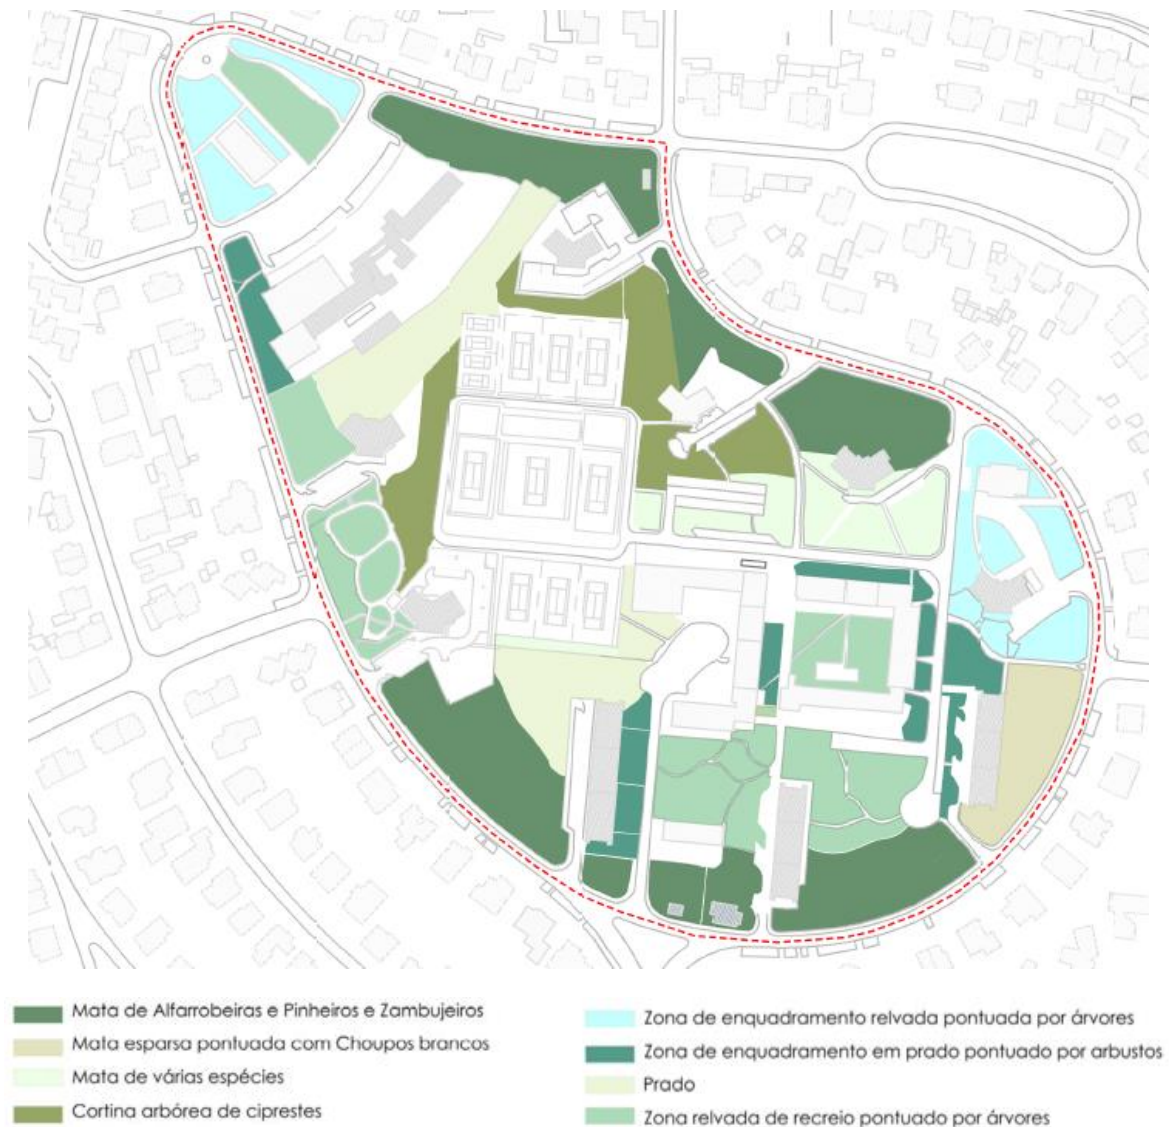 Mata de Alfarrobeiras e Pinheiros e Zambujeiros
Mata esparsa pontuada com Choupos brancos
Mata de várias espécies
Cortina arbórea de ciprestes
Zona de enquadramento relvada pontuada por árvores
Zona de enquadramento em prado pontuado por arbustos
Prado
Zona relvada de recreio pontuado por árvores